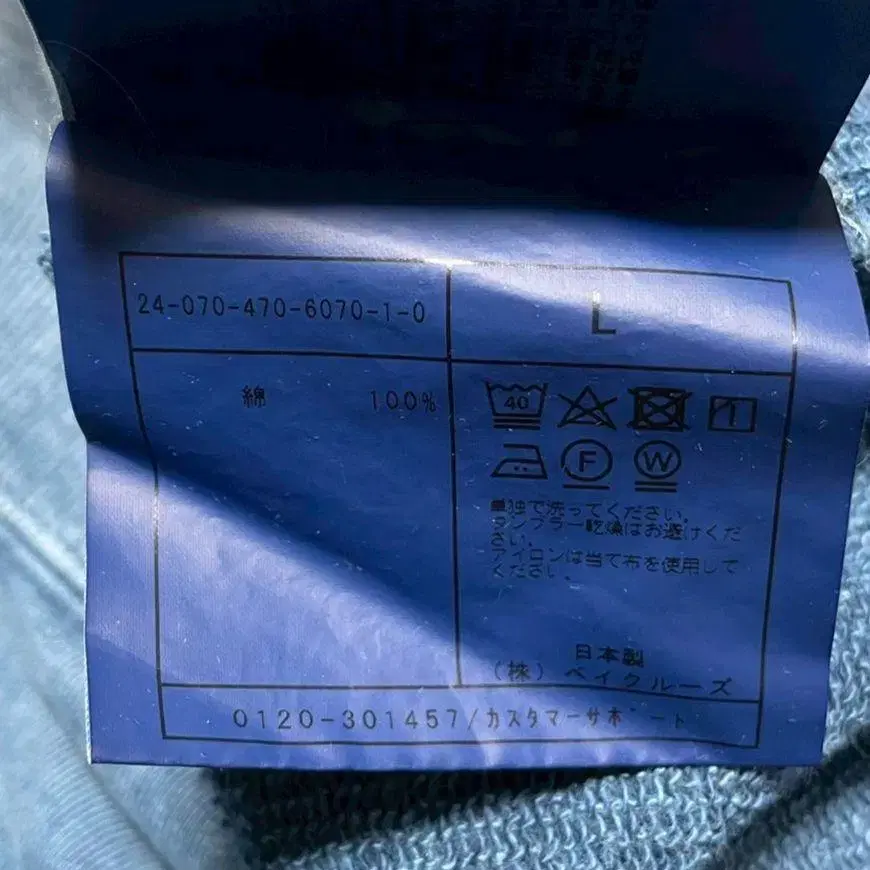 24-070-470-6070-1-0
L
綿 100%
40
F W
単独で洗ってください。
タンブラー乾燥はお避けくだ
さい。
アイロンは当て布を使用して
ください。
日本製
(株) ベイクルーズ
0120-301457/カスタマーサポート